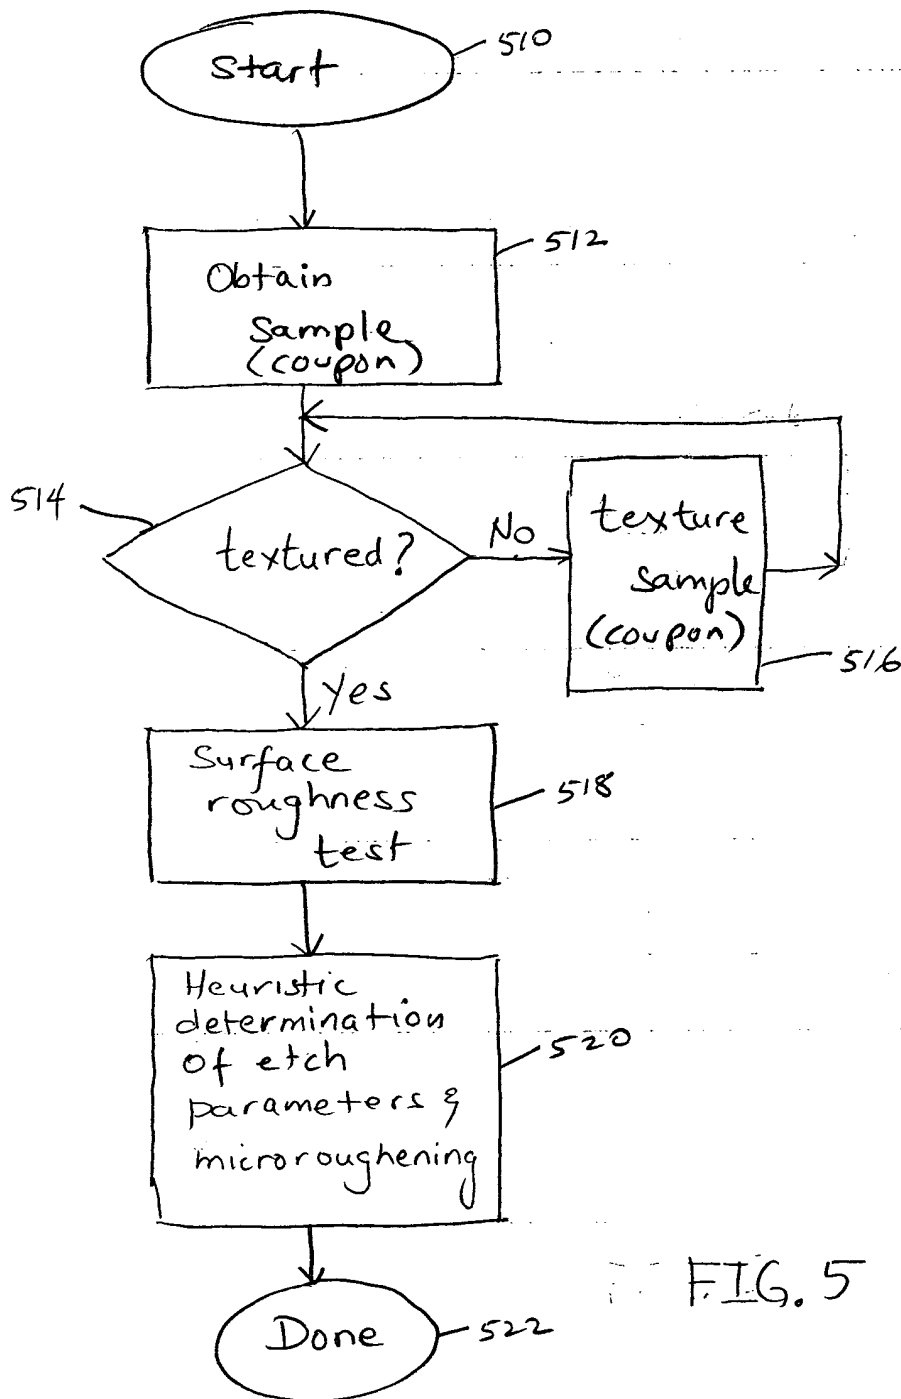 Start
510
512
Obtain
sample
(coupon)
514
textured?
No
texture
sample
(coupon)
516
Yes
Surface
roughness
test
518
Heuristic
determination
of etch
parameters &
microroughening
520
Done
522
FIG. 5